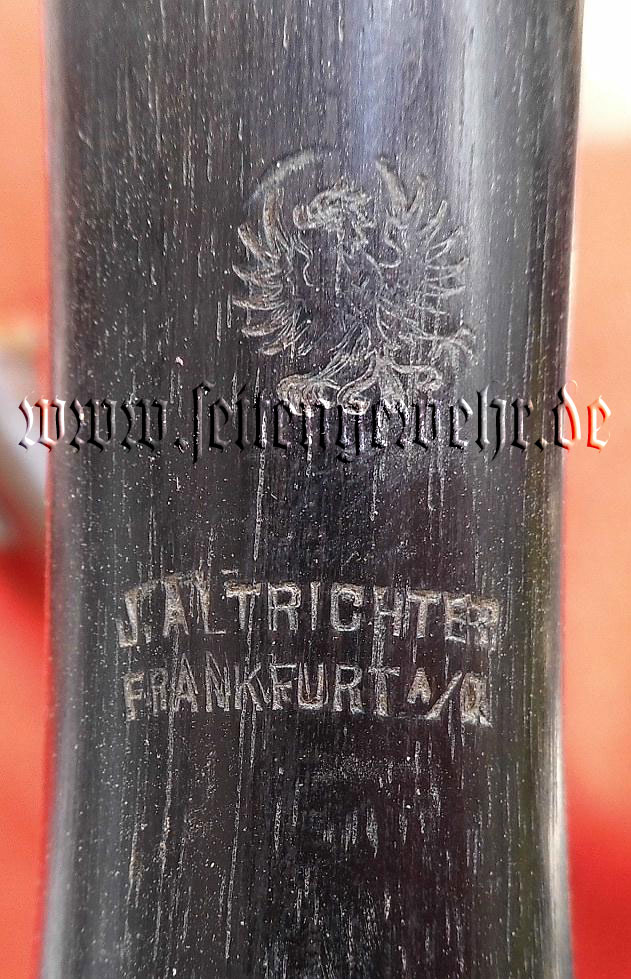 www.seitengewehr.de
J. ALTRICHTER
FRANKFURT A/O.